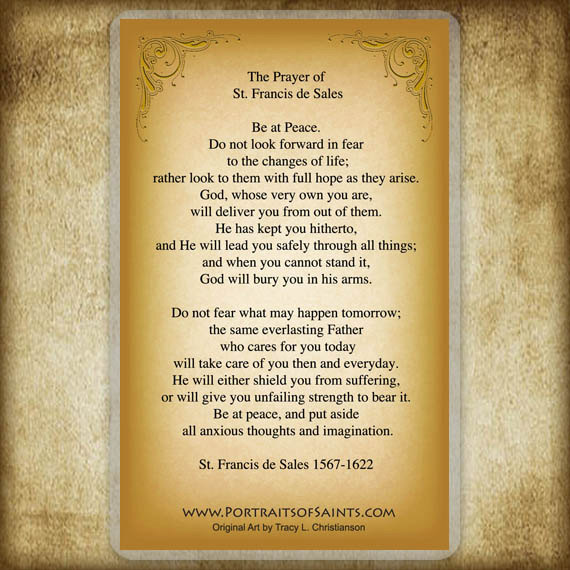 The Prayer of
St. Francis de Sales
Be at Peace.
Do not look forward in fear
to the changes of life;
rather look to them with full hope as they arise.
God, whose very own you are,
will deliver you from out of them.
He has kept you hitherto,
and He will lead you safely through all things;
and when you cannot stand it,
God will bury you in his arms.
Do not fear what may happen tomorrow;
the same everlasting Father
who cares for you today
will take care of you then and everyday.
He will either shield you from suffering,
or will give you unfailing strength to bear it.
Be at peace, and put aside
all anxious thoughts and imagination.
St. Francis de Sales 1567-1622
www.PortraitsofSaints.com
Original Art by Tracy L. Christianson